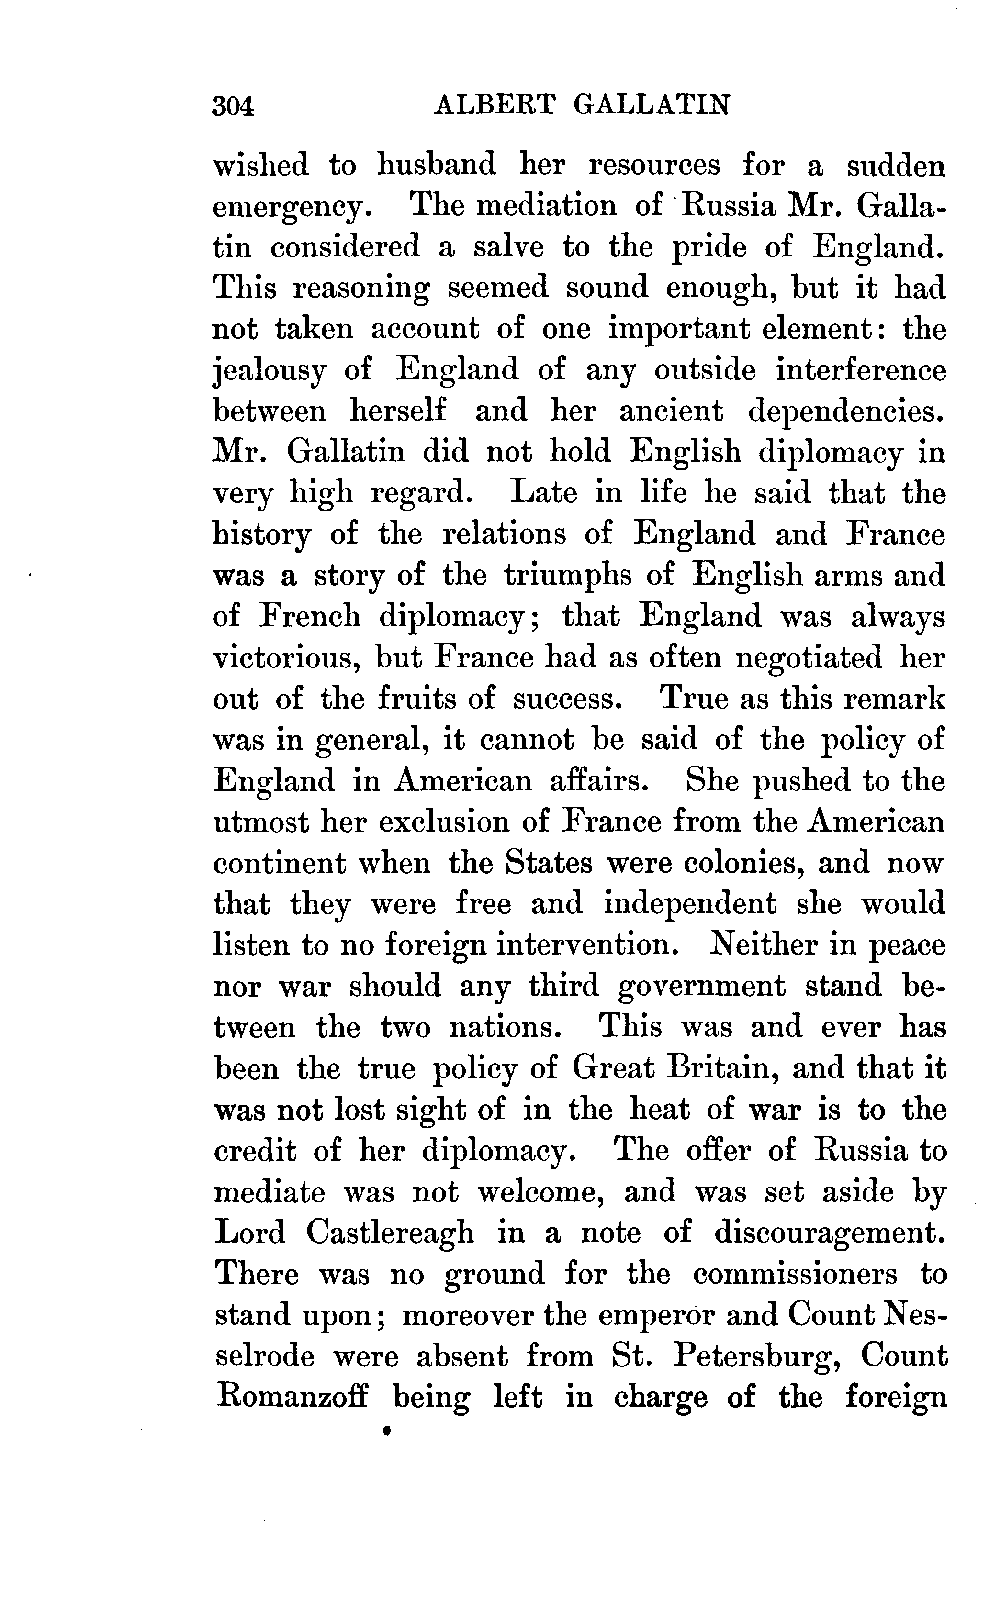 304 ALBERT GALLATIN
wished to husband her resources for a sudden
emergency. The mediation of Russia Mr. Galla-
tin considered a salve to the pride of England.
This reasoning seemed sound enough, but it had
not taken account of one important element: the
jealousy of England of any outside interference
between herself and her ancient dependencies.
Mr. Gallatin did not hold English diplomacy in
very high regard. Late in life he said that the
history of the relations of England and France
was a story of the triumphs of English arms and
of French diplomacy; that England was always
victorious, but France had as often negotiated her
out of the fruits of success. True as this remark
was in general, it cannot be said of the policy of
England in American affairs. She pushed to the
utmost her exclusion of France from the American
continent when the States were colonies, and now
that they were free and independent she would
listen to no foreign intervention. Neither in peace
nor war should any third government stand be-
tween the two nations. This was and ever has
been the true policy of Great Britain, and that it
was not lost sight of in the heat of war is to the
credit of her diplomacy. The offer of Russia to
mediate was not welcome, and was set aside by
Lord Castlereagh in a note of discouragement.
There was no ground for the commissioners to
stand upon; moreover the emperor and Count Nes-
selrode were absent from St. Petersburg, Count
Romanzoff being left in charge of the foreign